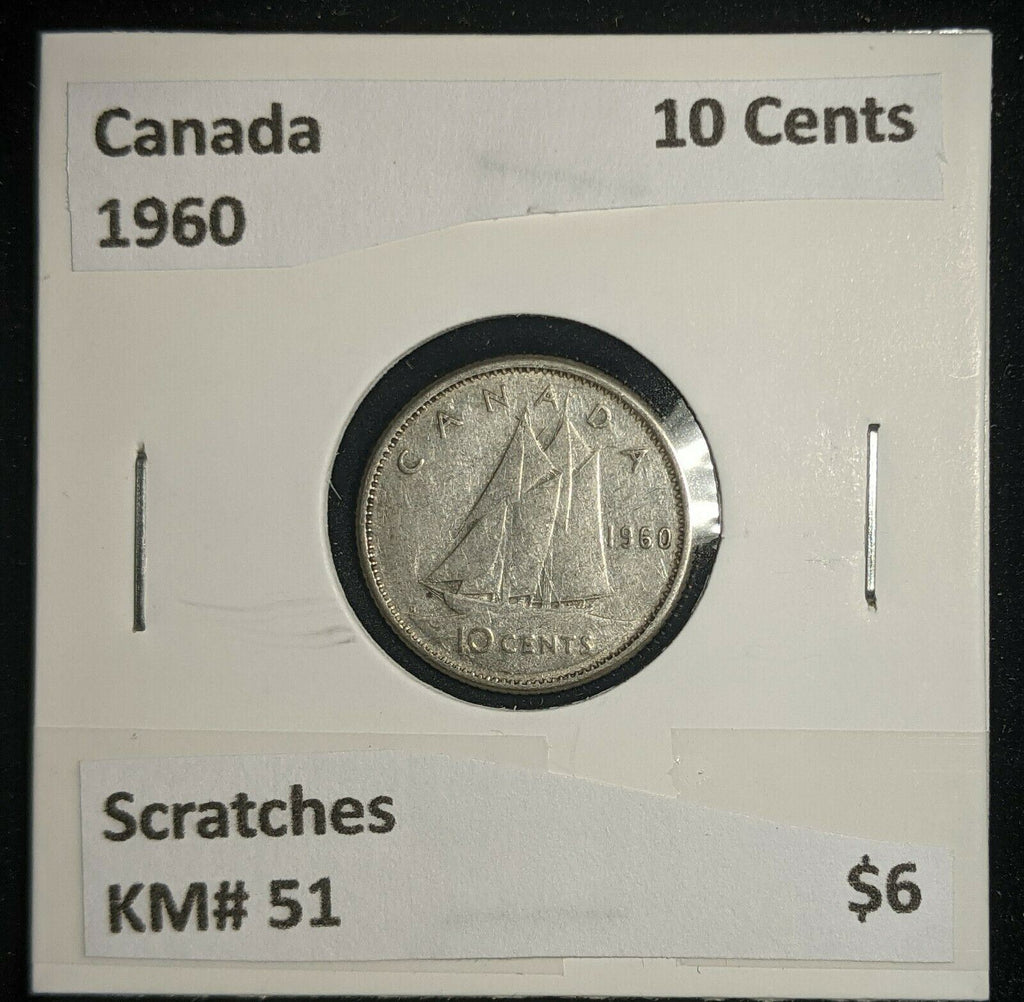 Canada 10 Cents
1960
CANADA
1960
10 CENTS
Scratches
KM# 51 $6